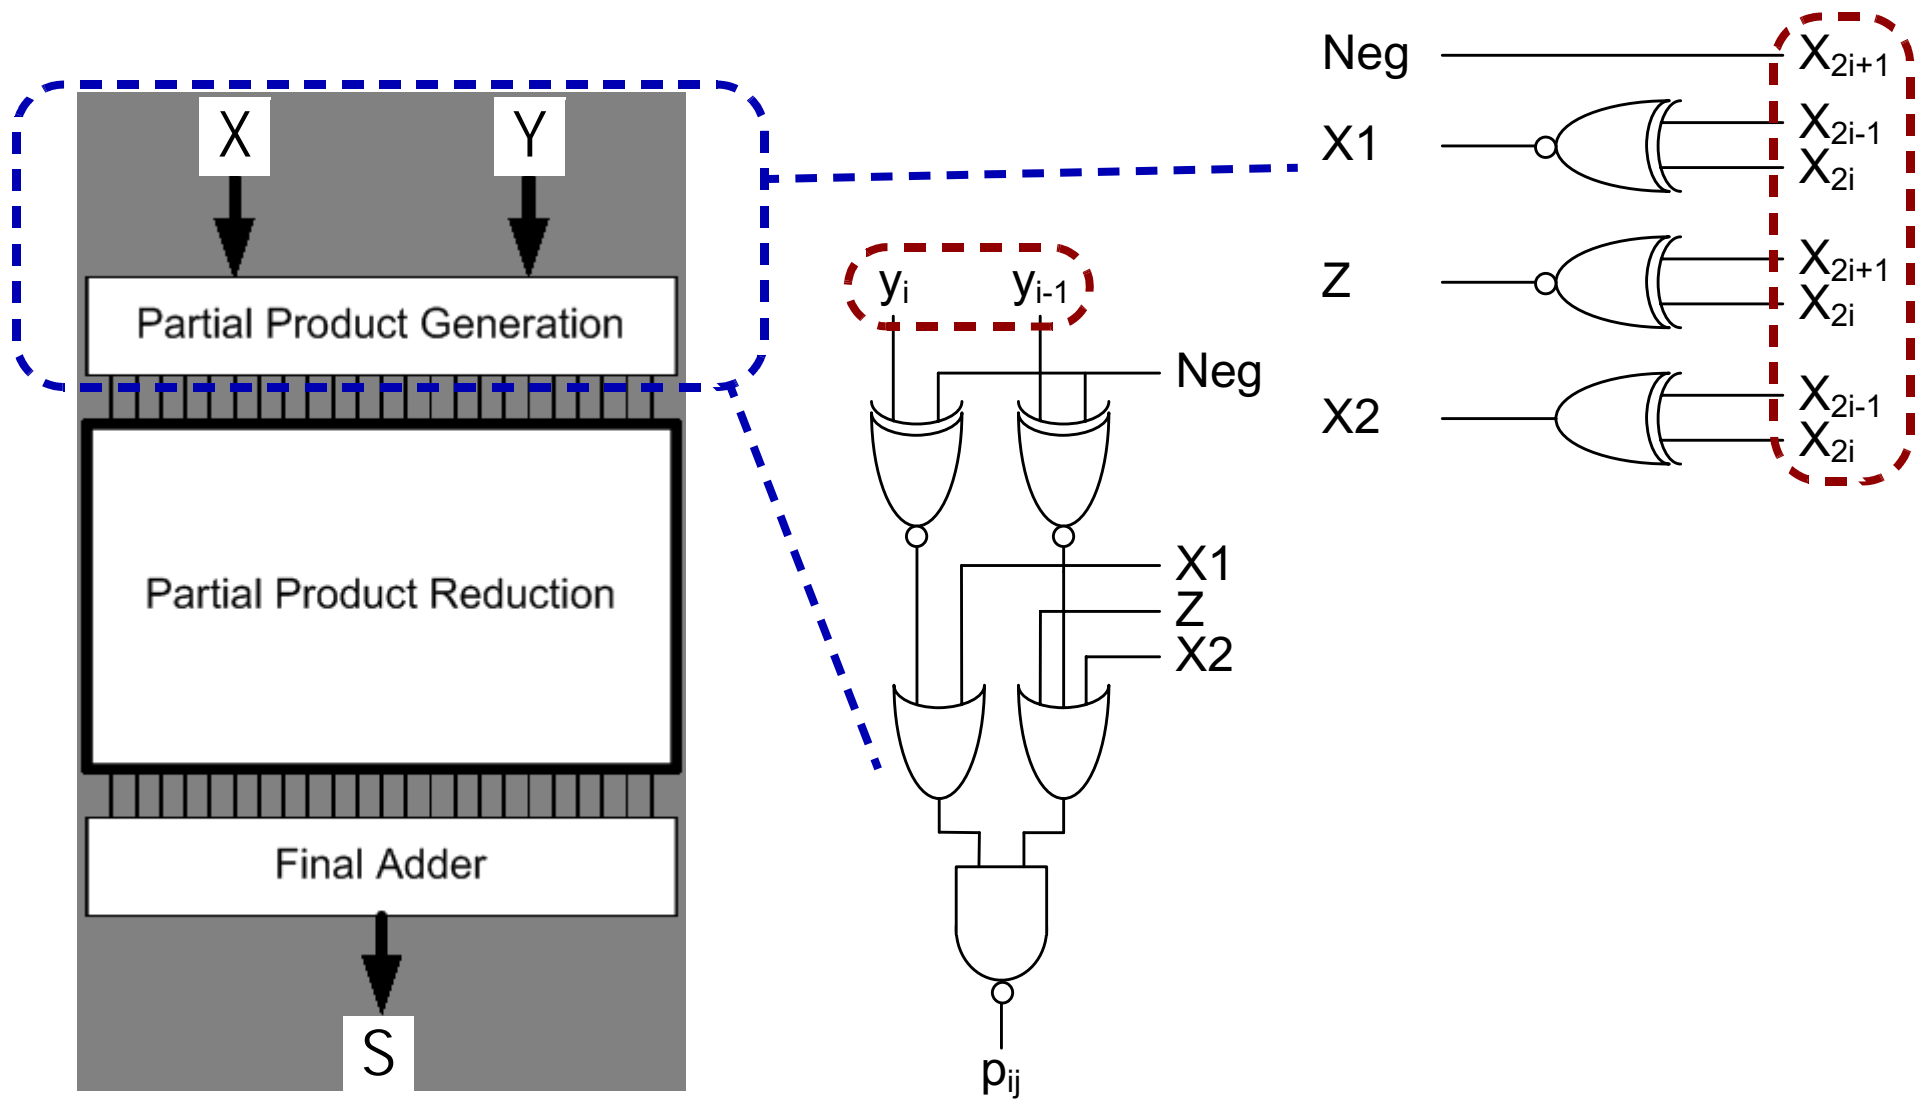 X Y
Partial Product Generation
Partial Product Reduction
Final Adder
S
yi yi-1
Neg
X1
Z
X2
pij
Neg X2i+1
X1 X2i-1
X2i
Z X2i+1
X2i
X2 X2i-1
X2i